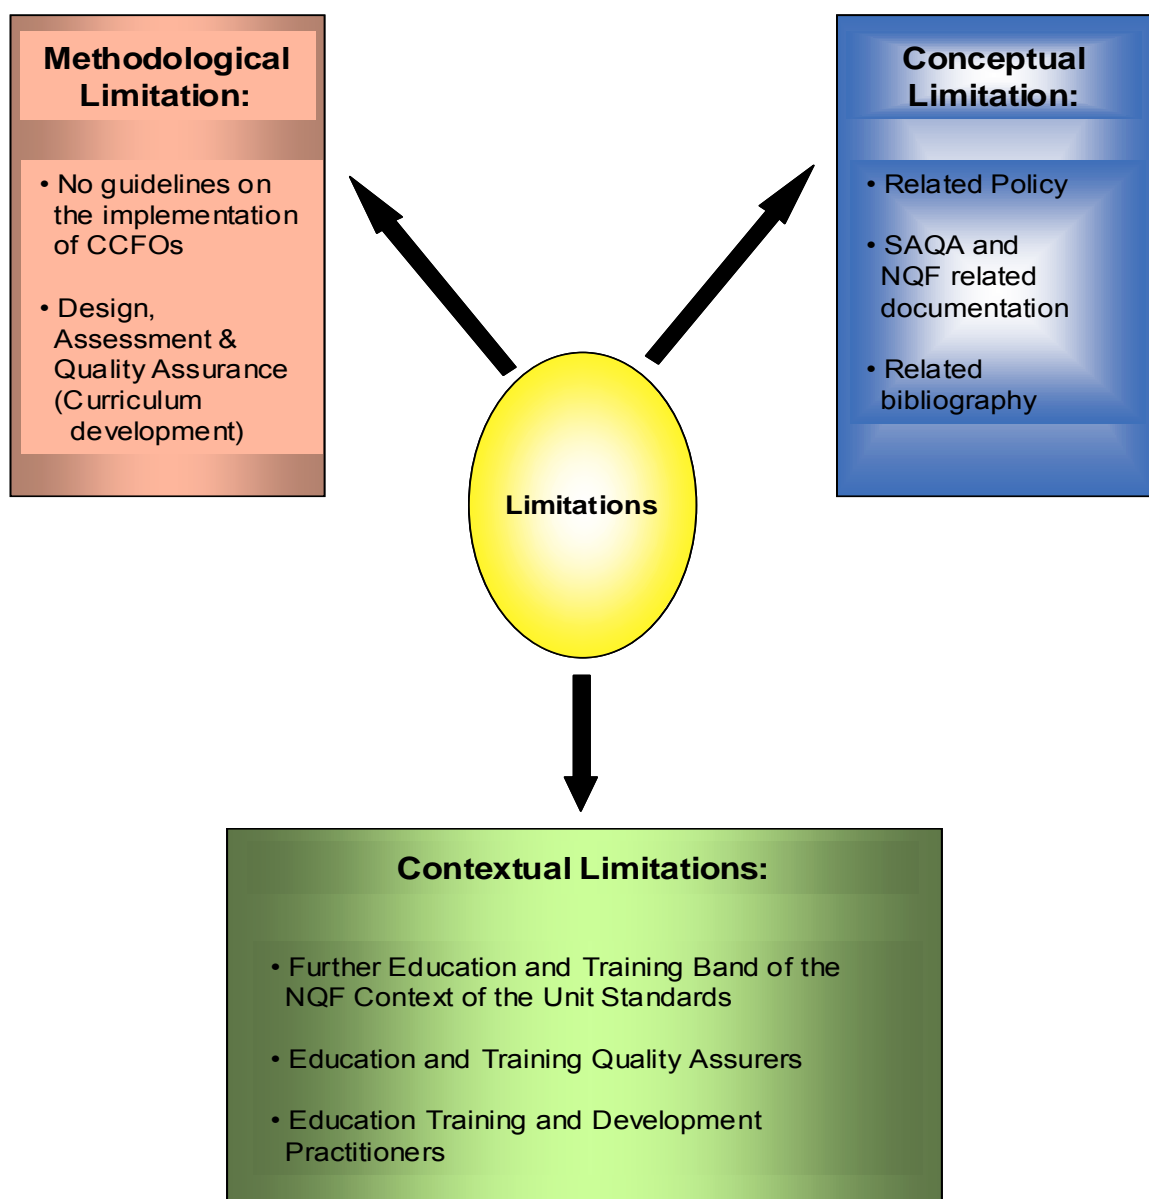 Methodological
Limitation:
• No guidelines on
the implementation
of CCFOs
• Design,
Assessment &
Quality Assurance
(Curriculum
development)
Conceptual
Limitation:
• Related Policy
• SAQA and
NQF related
documentation
• Related
bibliography
Limitations
Contextual Limitations:
• Further Education and Training Band of the
NQF Context of the Unit Standards
• Education and Training Quality Assurers
• Education Training and Development
Practitioners